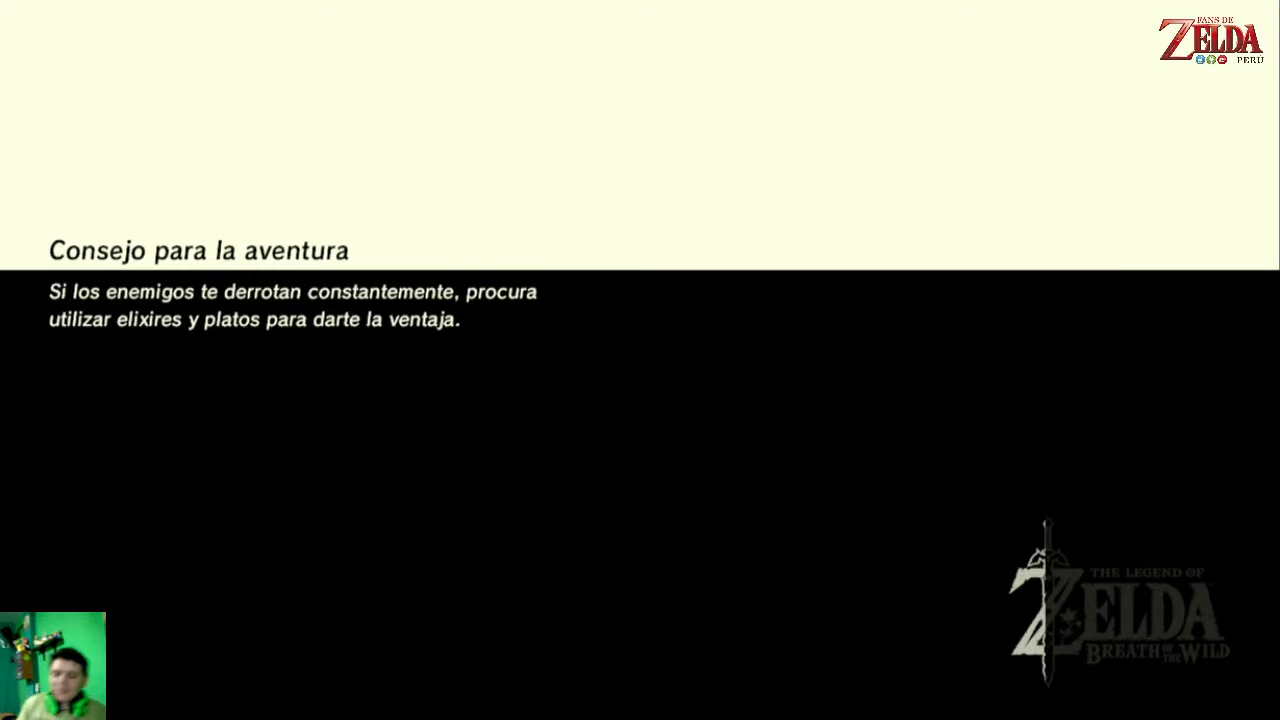 FANS DE
ZELDA
PERÚ
Consejo para la aventura
Si los enemigos te derrotan constantemente, procura
utilizar elixires y platos para darte la ventaja.
THE LEGEND OF
ZELDA
BREATH OF THE WILD